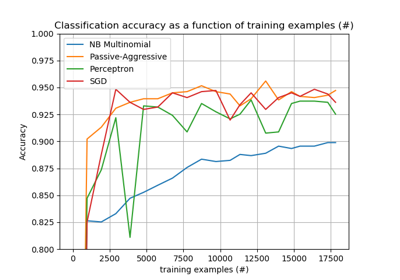 Classification accuracy as a function of training examples (#)
NB Multinomial
Passive-Aggressive
Perceptron
SGD
1.000
0.975
0.950
0.925
0.900
0.875
0.850
0.825
0.800
Accuracy
0 2500 5000 7500 10000 12500 15000 17500
training examples (#)